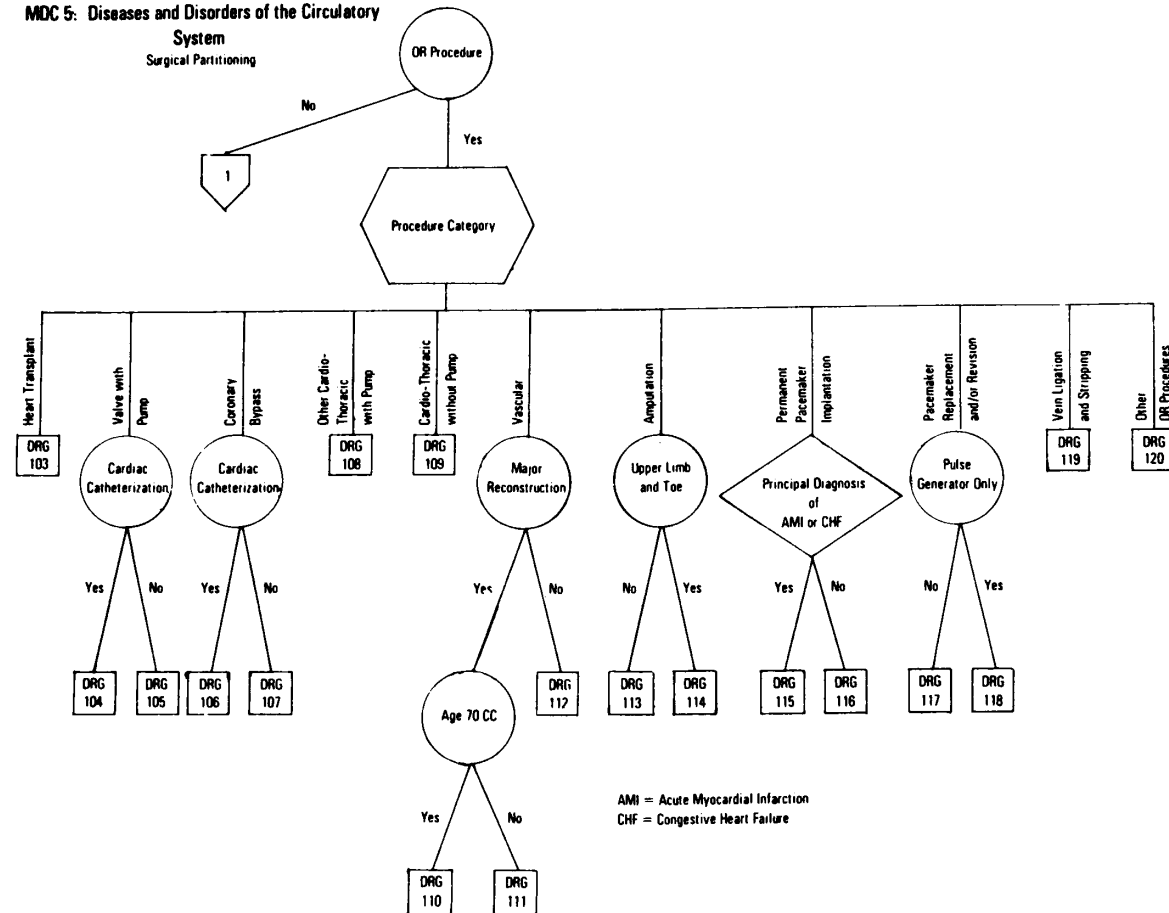 MDC 5: Diseases and Disorders of the Circulatory
System
Surgical Partitioning
OR Procedure
No
Yes
1
Procedure Category
Heart Transplant
Valve with
Pump
Coronary
Bypass
Other Cardio-
Thoracic
with Pump
Cardio-Thoracic
without Pump
Vascular
Amputation
Permanent
Pacemaker
Implantation
Pacemaker
Replacement
and/or Revision
Vein Ligation
and Stripping
Other
OR Procedures
DRG
103
Cardiac
Catheterization
Cardiac
Catheterization
DRG
108
DRG
109
Major
Reconstruction
Upper Limb
and Toe
Principal Diagnosis
of
AMI or CHF
Pulse
Generator Only
DRG
119
DRG
120
Yes
No
Yes
No
Yes
No
No
Yes
Yes
No
No
Yes
DRG
104
DRG
105
DRG
106
DRG
107
Age 70 CC
DRG
112
DRG
113
DRG
114
DRG
115
DRG
116
DRG
117
DRG
118
Yes
No
DRG
110
DRG
111
AMI = Acute Myocardial Infarction
CHF = Congestive Heart Failure